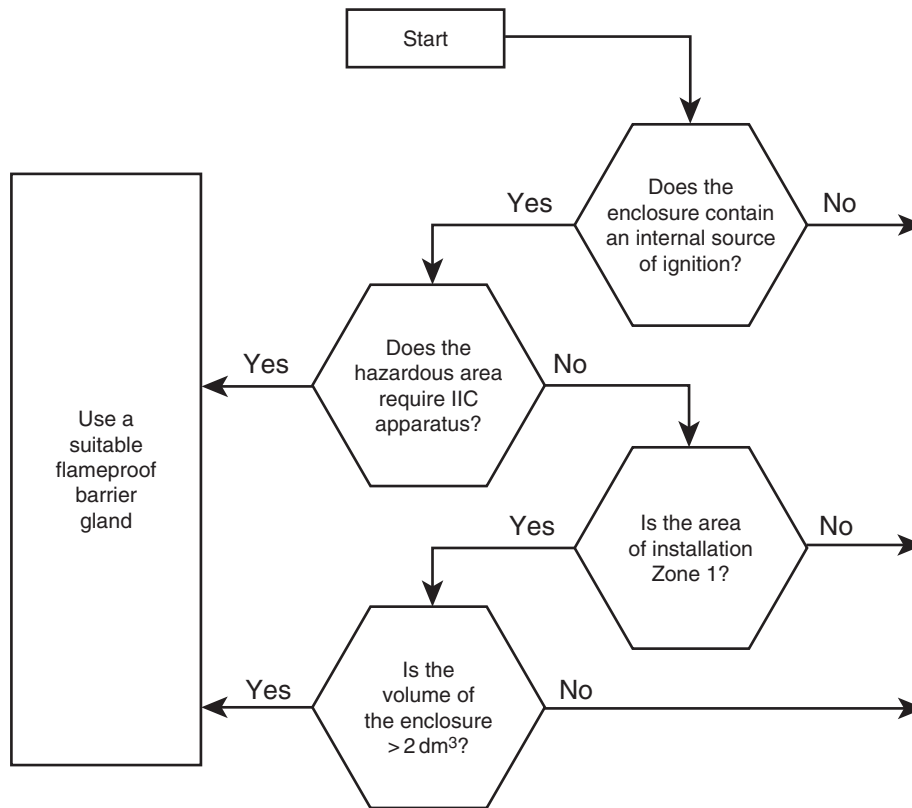 Start
Does the
enclosure contain
an internal source
of ignition?
Yes
No
Does the
hazardous area
require IIC
apparatus?
Yes
No
Use a
suitable
flameproof
barrier
gland
Is the area
of installation
Zone 1?
Yes
No
Is the
volume of
the enclosure
> 2 dm³?
Yes
No